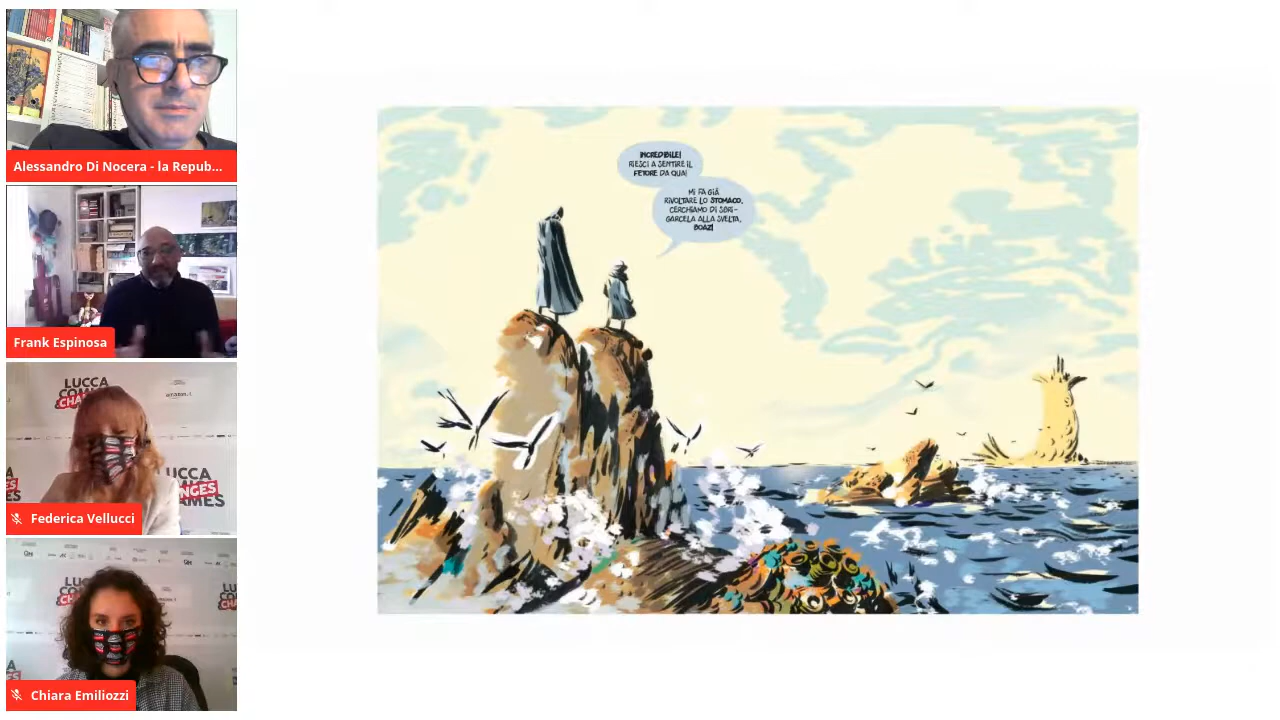 Alessandro Di Nocera - la Repub...
Frank Espinosa
LUCCA
COMICS
Federica Vellucci
LUCCA
Chiara Emiliozzi
INCREDIBILE!
RIESCI A SENTIRE IL
FETORE DA QUA!
MI FA GIÀ
RIVOLTARE LO STOMACO,
CERCHIAMO DI SBRI-
GARCELA ALLA SVELTA,
BOAZ!